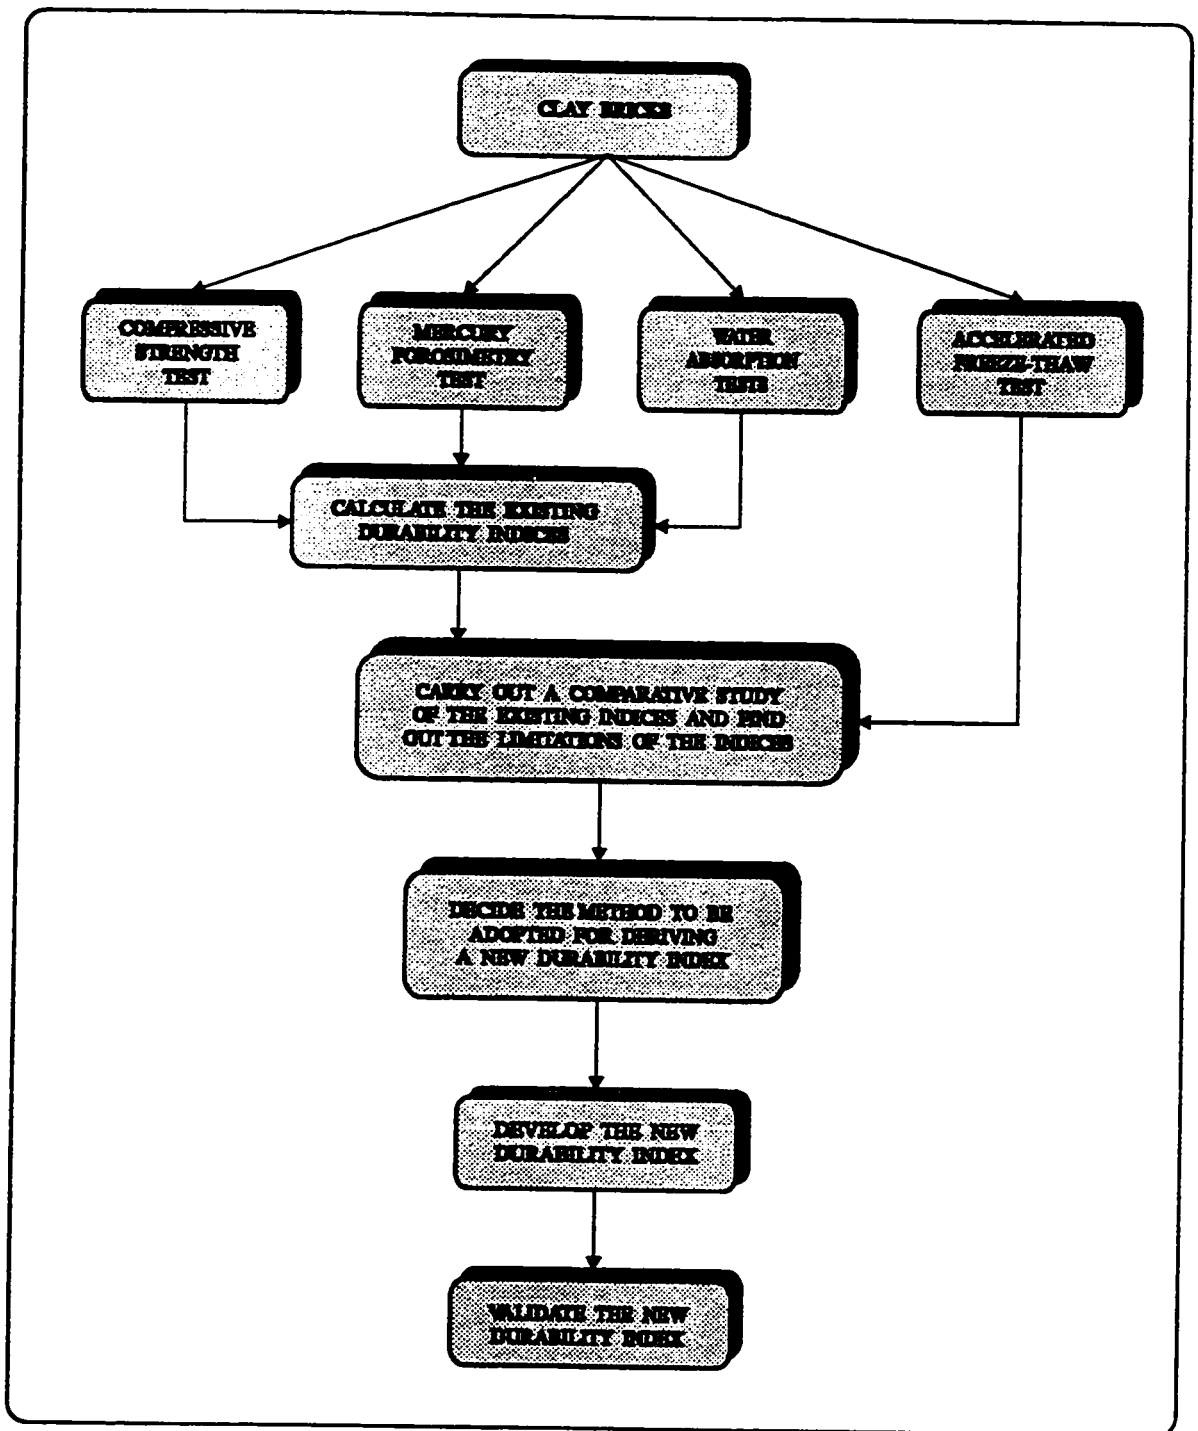 CLAY BRICKS
COMPRESSIVE
STRENGTH
TEST
MERCURY
POROSIMETRY
TEST
WATER
ABSORPTION
TESTS
ACCELERATED
FREEZE-THAW
TEST
CALCULATE THE EXISTING
DURABILITY INDICES
CARRY OUT A COMPARATIVE STUDY
OF THE EXISTING INDICES AND FIND
OUT THE LIMITATIONS OF THE INDICES
DECIDE THE METHOD TO BE
ADOPTED FOR DERIVING
A NEW DURABILITY INDEX
DEVELOP THE NEW
DURABILITY INDEX
VALIDATE THE NEW
DURABILITY INDEX